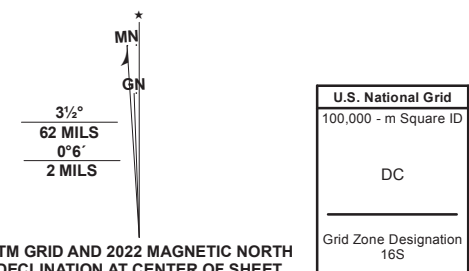 MN
GN
3½°
62 MILS
0°6´
2 MILS
TM GRID AND 2022 MAGNETIC NORTH
DECLINATION AT CENTER OF SHEET
U.S. National Grid
100,000 - m Square ID
DC
Grid Zone Designation
16S